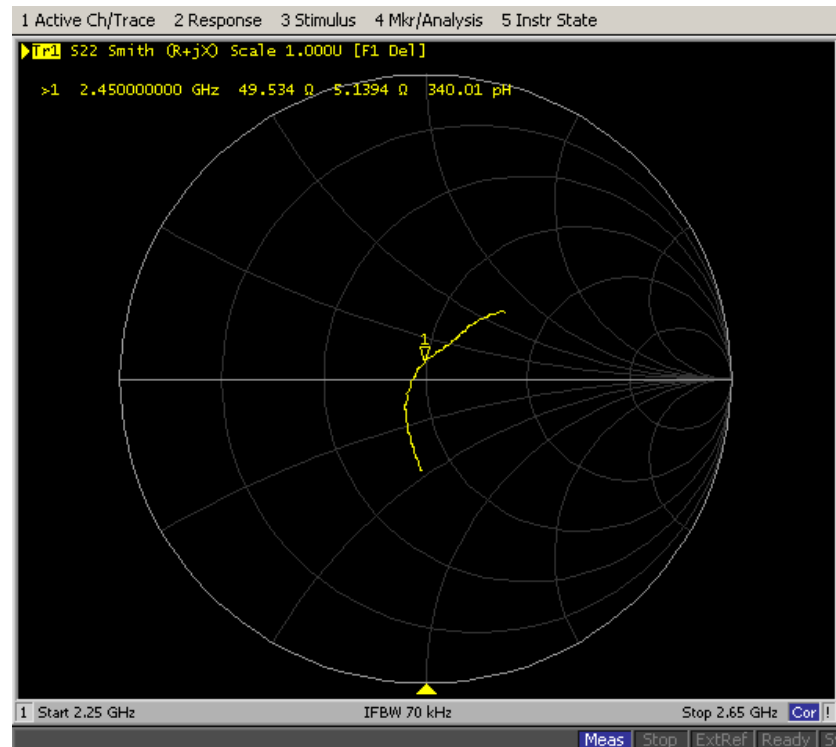 1 Active Ch/Trace 2 Response 3 Stimulus 4 Mkr/Analysis 5 Instr State
Tr1 S22 Smith (R+jX) Scale 1.000U [F1 Del]
>1 2.450000000 GHz 49.534 Ω 5.1394 Ω 340.01 pH
1
1 Start 2.25 GHz IFBW 70 kHz Stop 2.65 GHz Cor !
Meas Stop ExtRef Ready